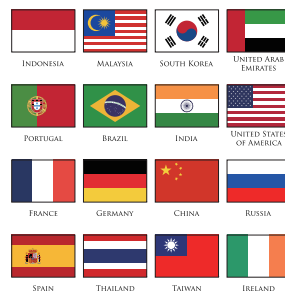 Indonesia
Malaysia
South Korea
United Arab
Emirates
Portugal
Brazil
India
United States
of America
France
Germany
China
Russia
Spain
Thailand
Taiwan
Ireland